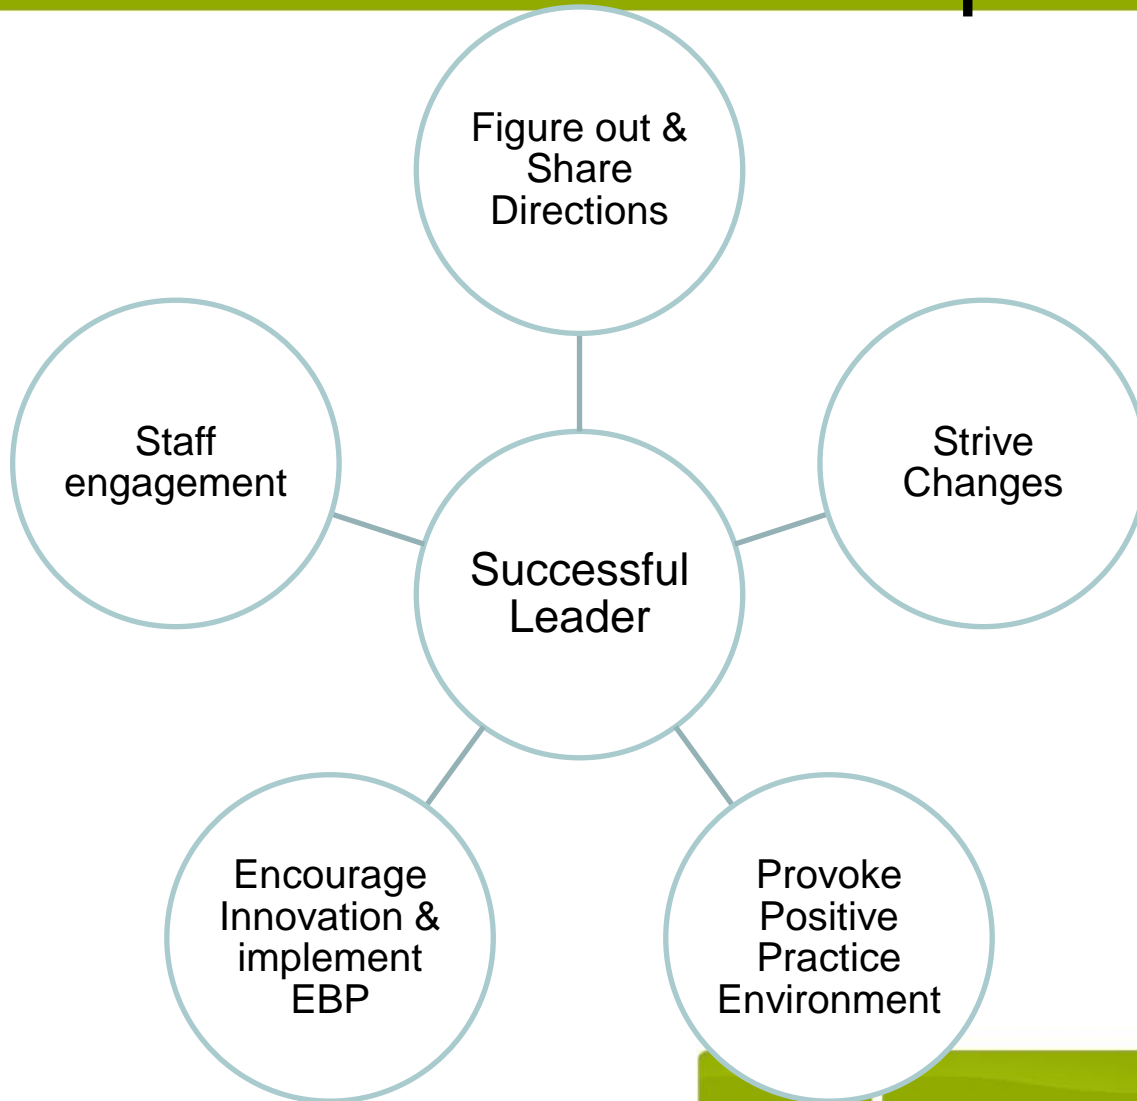 Figure out &
Share
Directions
Staff
engagement
Strive
Changes
Successful
Leader
Encourage
Innovation &
implement
EBP
Provoke
Positive
Practice
Environment